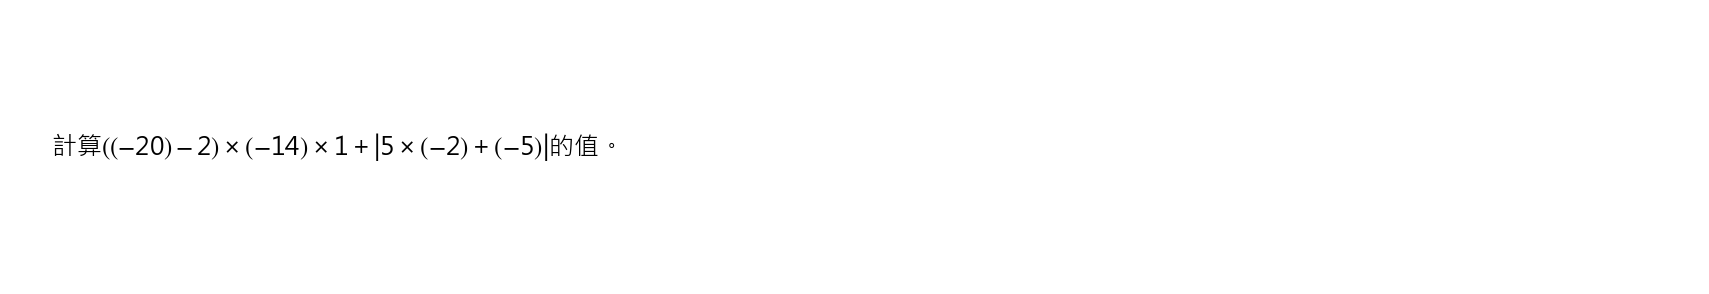 計算((−20) − 2) × (−14) × 1 + |5 × (−2) + (−5)|的值。